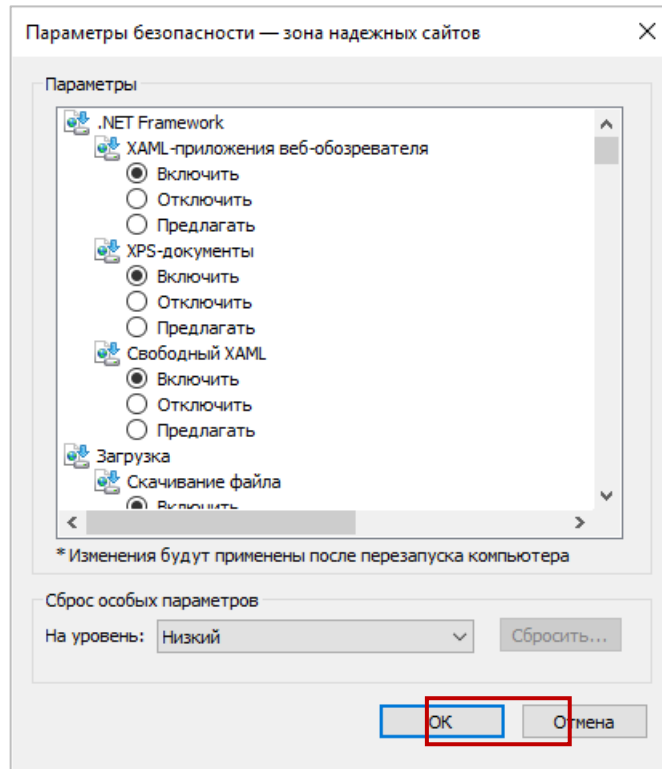 Параметры безопасности — зона надежных сайтов
Параметры
.NET Framework
XAML-приложения веб-обозревателя
Включить
Отключить
Предлагать
XPS-документы
Включить
Отключить
Предлагать
Свободный XAML
Включить
Отключить
Предлагать
Загрузка
Скачивание файла
Включить
* Изменения будут применены после перезапуска компьютера
Сброс особых параметров
На уровень: Низкий Сбросить...
ОК Отмена